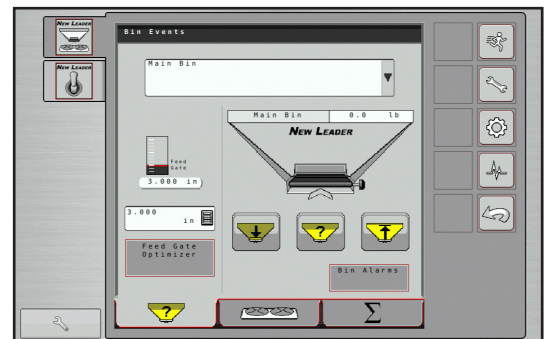 NEW LEADER
NEW LEADER
Bin Events
Main Bin
Main Bin 0.0 lb
NEW LEADER
Feed
Gate
3.000 in
3.000
in
Feed Gate
Optimizer
?
Bin Alarms
?
Σ